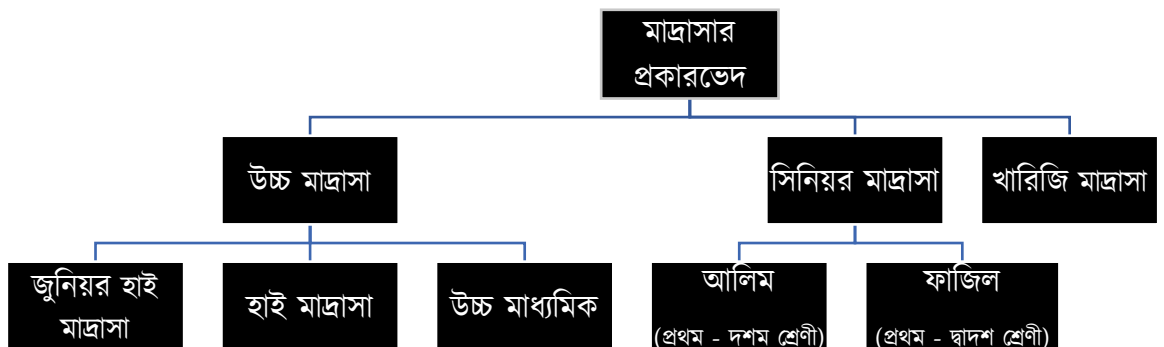 মাদ্রাসার
প্রকারভেদ
উচ্চ মাদ্রাসা
সিনিয়র মাদ্রাসা
খারিজি মাদ্রাসা
জুনিয়র হাই
মাদ্রাসা
হাই মাদ্রাসা
উচ্চ মাধ্যমিক
আলিম
(প্রথম - দশম শ্রেণী)
ফাজিল
(প্রথম - দ্বাদশ শ্রেণী)